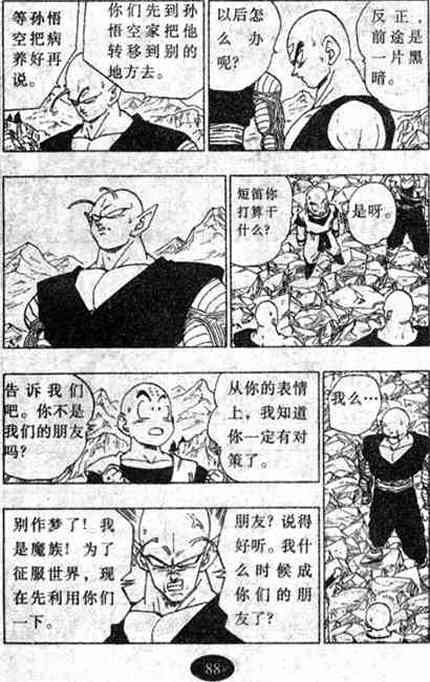 反正，
前途是
一片黑
暗。
以后怎
么办
呢？
你们先到孙
悟空家把他
转移到别的
地方去。
等孙悟
空把病
养好再
说。
是呀。
短笛你
打算干
什么？
我么…
从你的表情
上，我知道
你一定有对
策了。
告诉我们
吧。你不是
我们的朋友
吗？
朋友？说得
好听。我什
么时候成
你们的朋
友了？
别作梦了！我
是魔族！为了
征服世界，现
在先利用你们
一下。
88